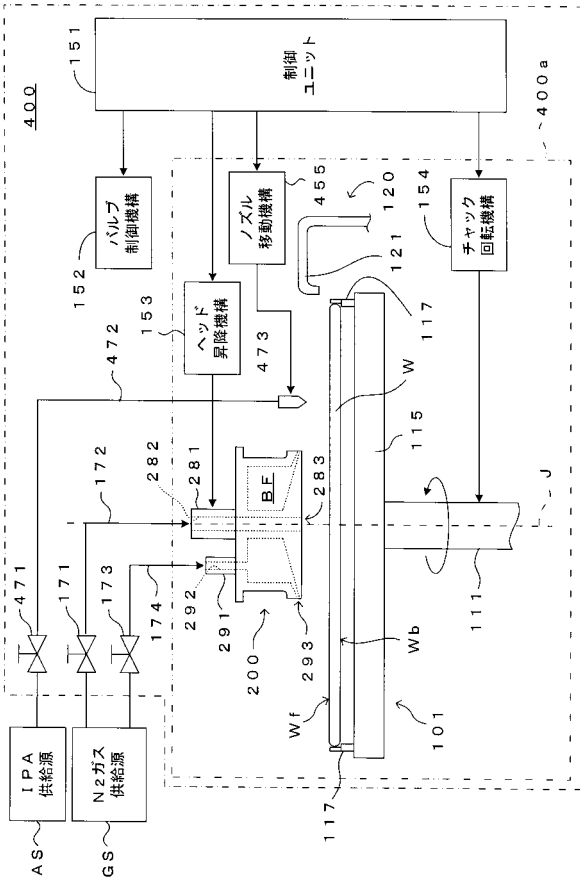 400
151
制御
ユニット
400a
バルブ
制御機構
152
ヘッド
昇降機構
153
ノズル
移動機構
455
120
チャック
回転機構
154
472
473
121
117
W
115
172
282
281
BF
283
J
471
171
173
174
292
291
200
293
Wf
Wb
101
111
117
IPA
供給源
AS
N2ガス
供給源
GS